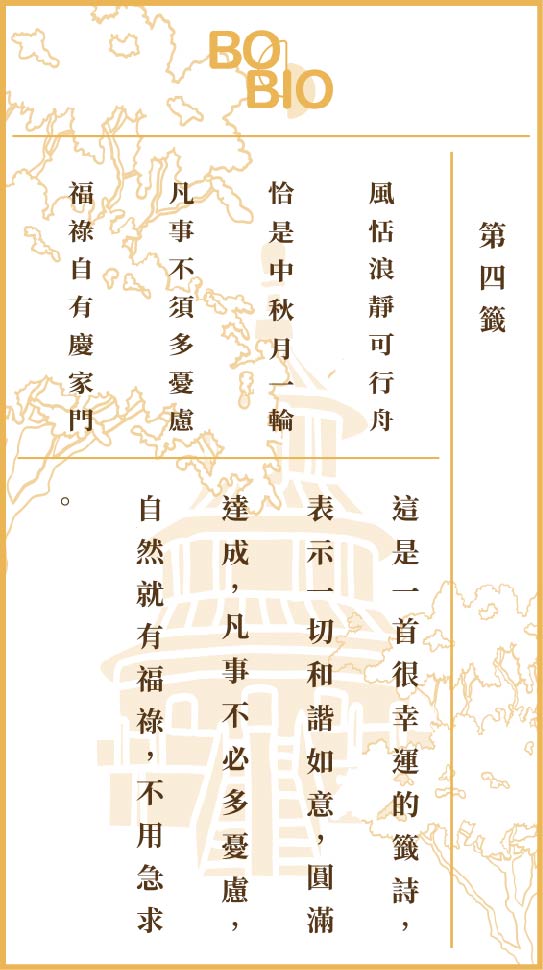 BO
BIO
第四籤
風恬浪靜可行舟
恰是中秋月一輪
凡事不須多憂慮
福祿自有慶家門
這是一首很幸運的籤詩，
表示一切和諧如意，圓滿
達成，凡事不必多憂慮，
自然就有福祿，不用急求
。